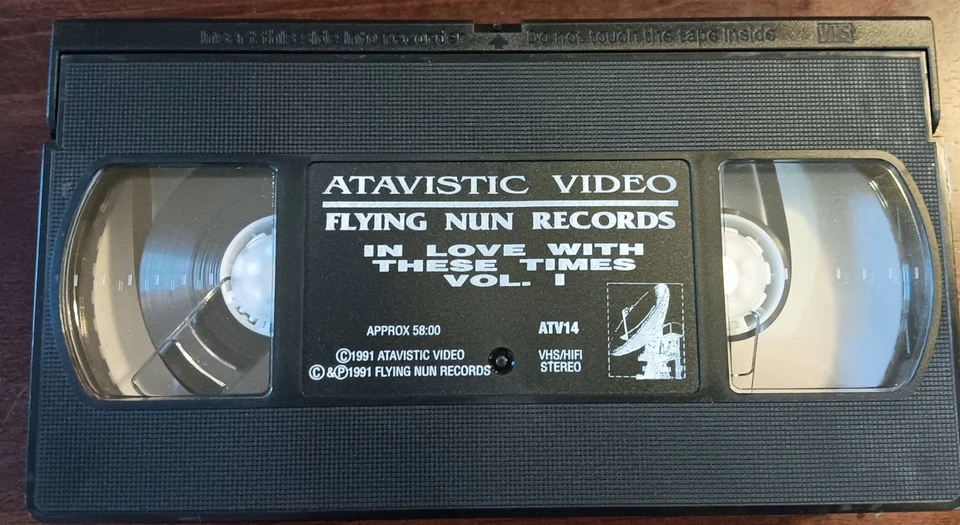 Insert this side into recorder ▲ Do not touch the tape inside VHS
ATAVISTIC VIDEO
FLYING NUN RECORDS
IN LOVE WITH
THESE TIMES
VOL. I
APPROX 58:00 ATV14
©1991 ATAVISTIC VIDEO VHS/HIFI
© &℗1991 FLYING NUN RECORDS STEREO